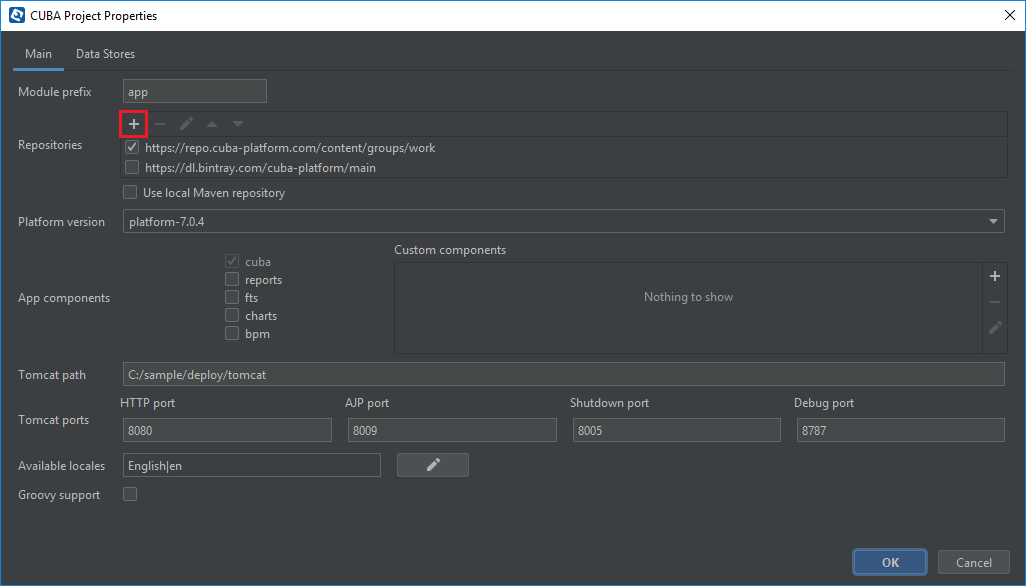 CUBA Project Properties
Main Data Stores
Module prefix app
Repositories
https://repo.cuba-platform.com/content/groups/work
https://dl.bintray.com/cuba-platform/main
Use local Maven repository
Platform version platform-7.0.4
Custom components
App components
cuba
reports
fts
charts
bpm
Nothing to show
Tomcat path C:/sample/deploy/tomcat
Tomcat ports
HTTP port AJP port Shutdown port Debug port
8080 8009 8005 8787
Available locales English|en
Groovy support
OK Cancel